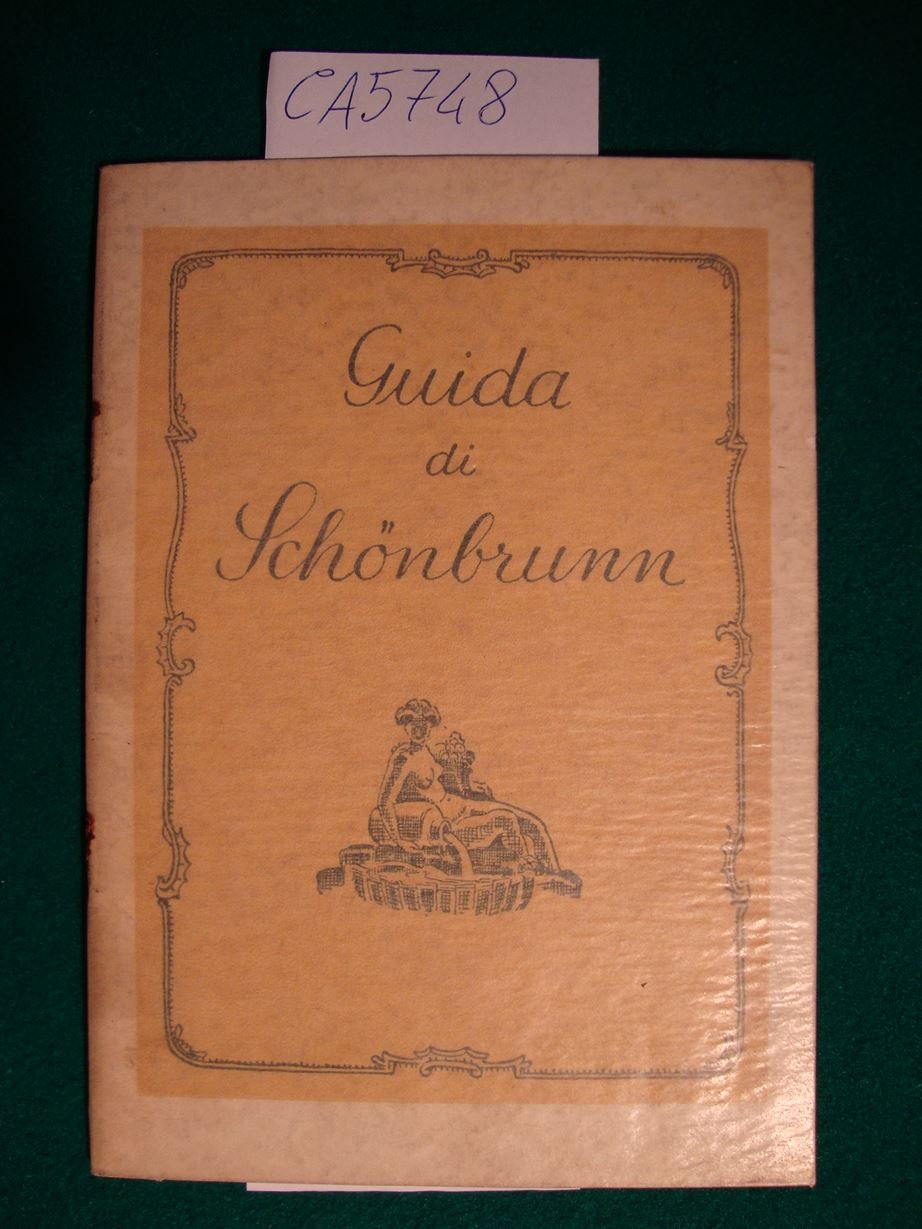 CA5748
Guida
di
Schönbrunn